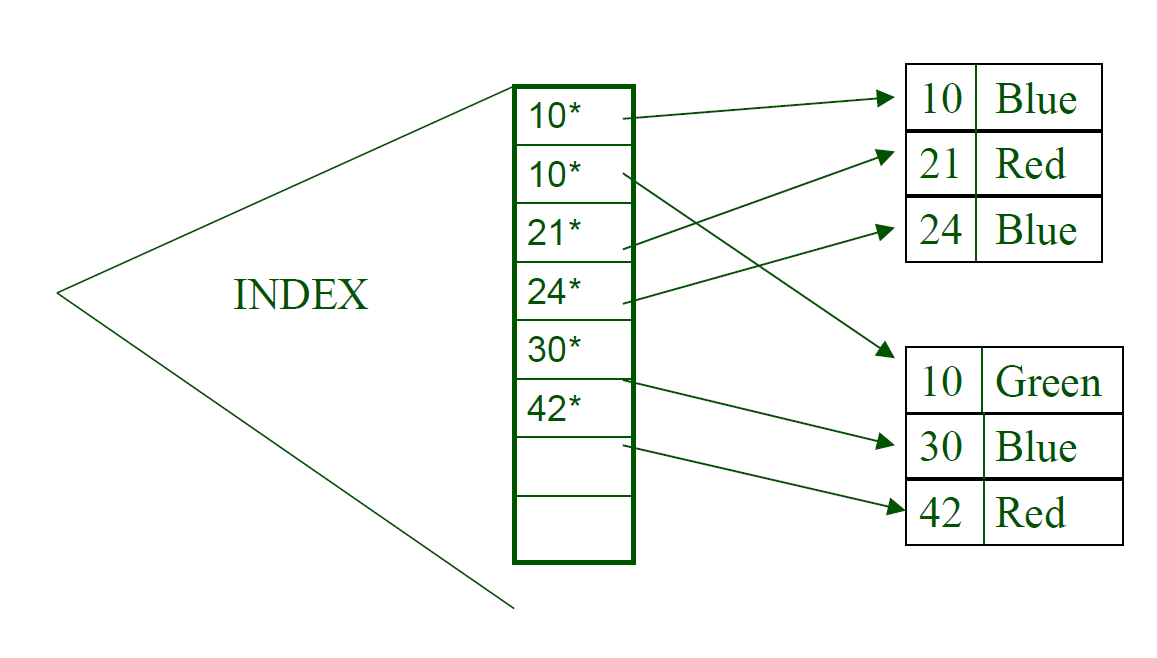 INDEX
10*
10*
21*
24*
30*
42*
10 Blue
21 Red
24 Blue
10 Green
30 Blue
42 Red